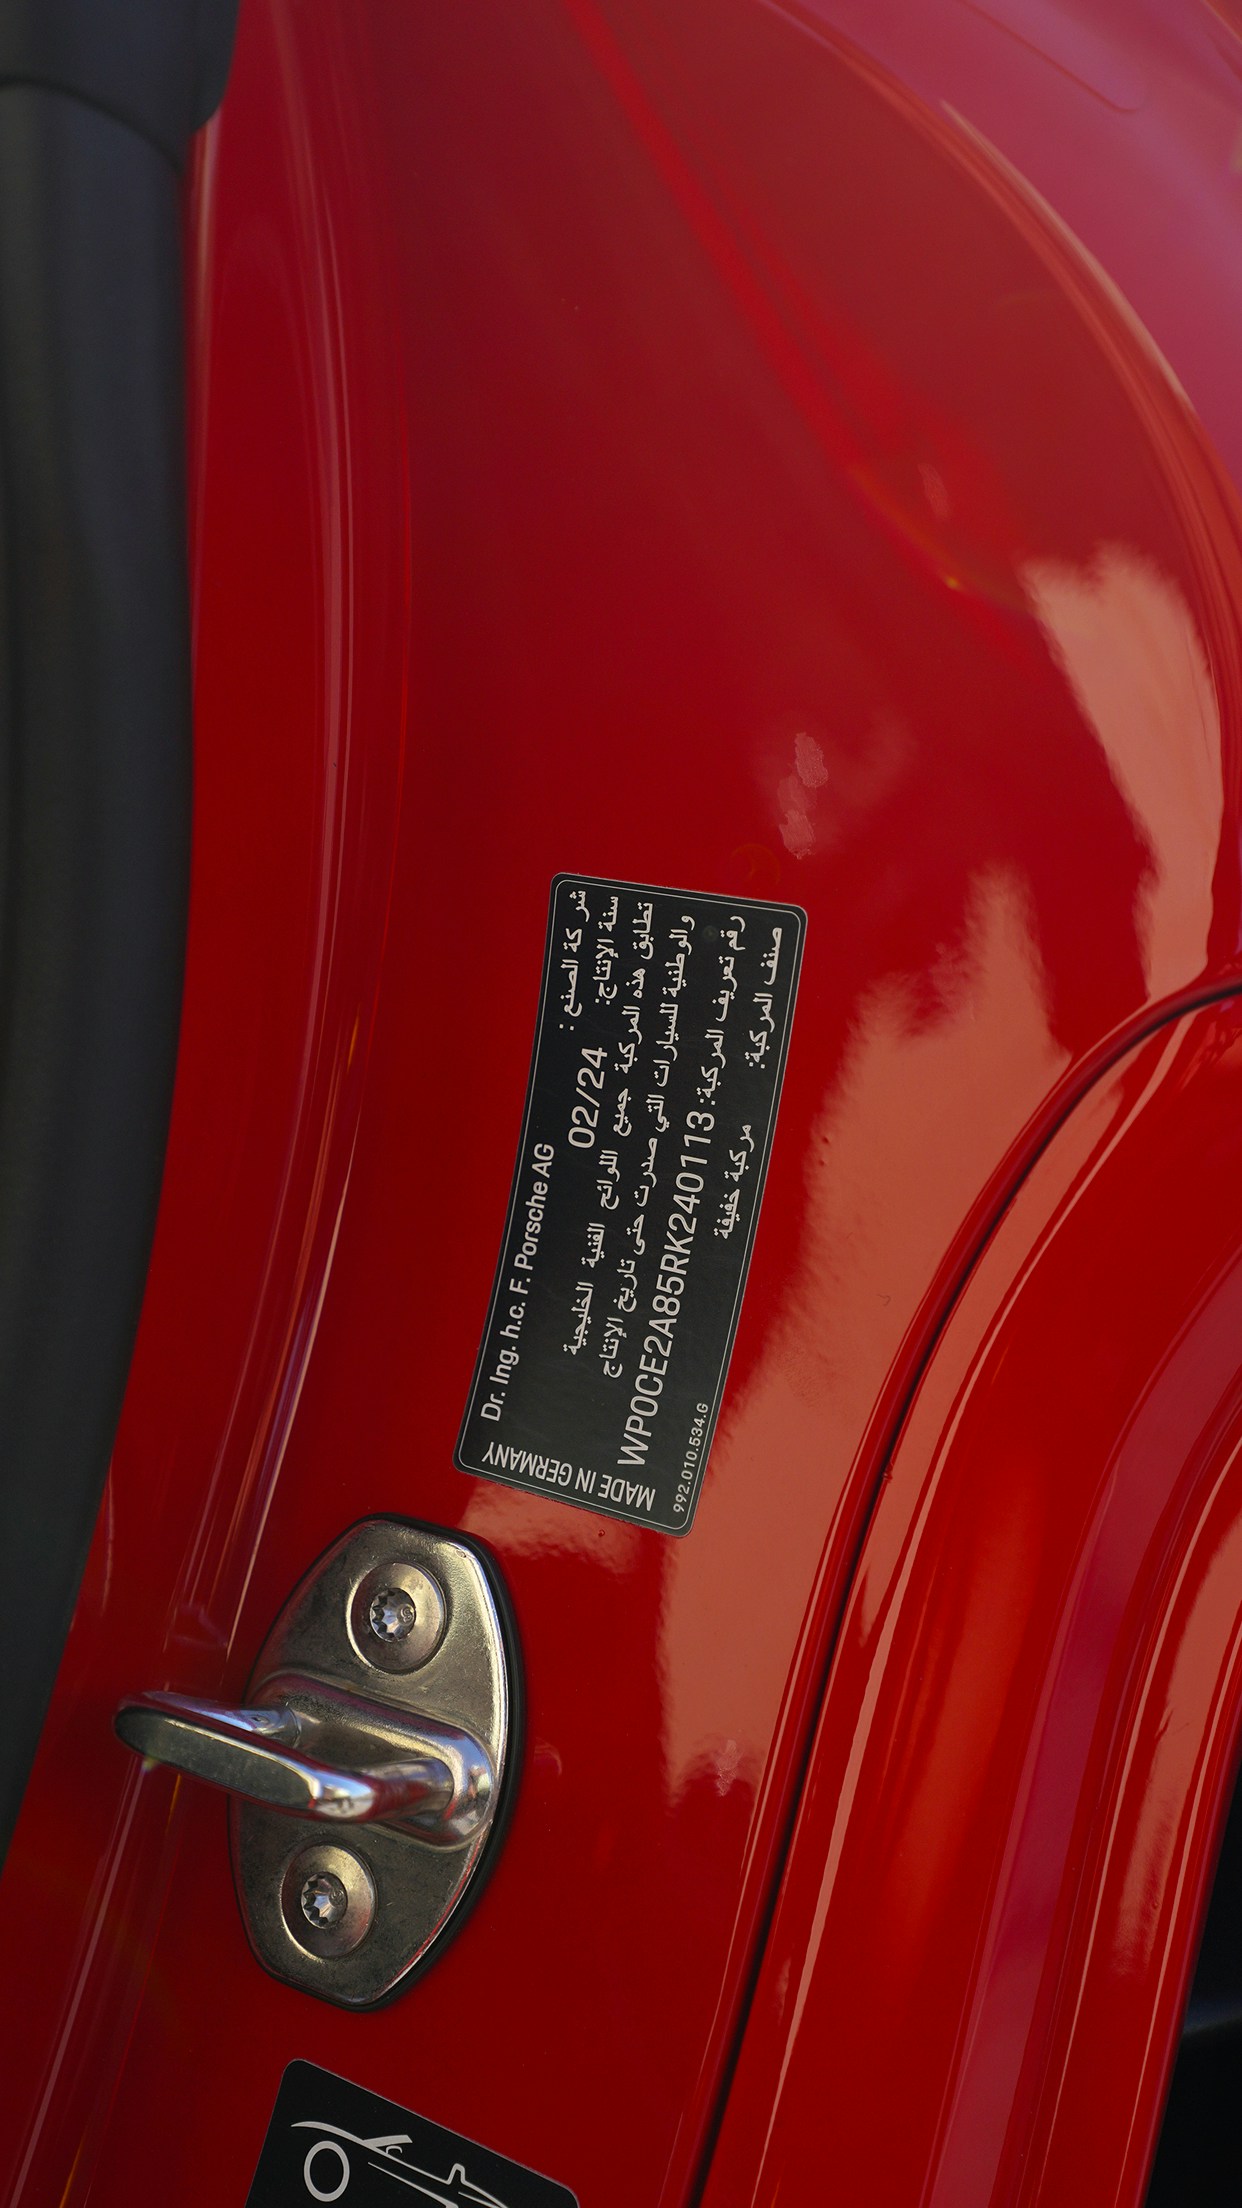 شركة الصنع : Dr. Ing. h.c. F. Porsche AG
سنة الإنتاج: 02/24
تطابق هذه المركبة جميع اللوائح الفنية الخليجية
والوطنية للسيارات التي صدرت حتى تاريخ الإنتاج
رقم تعريف المركبة: WP0CE2A85RK240113
صنف المركبة: مركبة خفيفة
MADE IN GERMANY
992.010.534.G